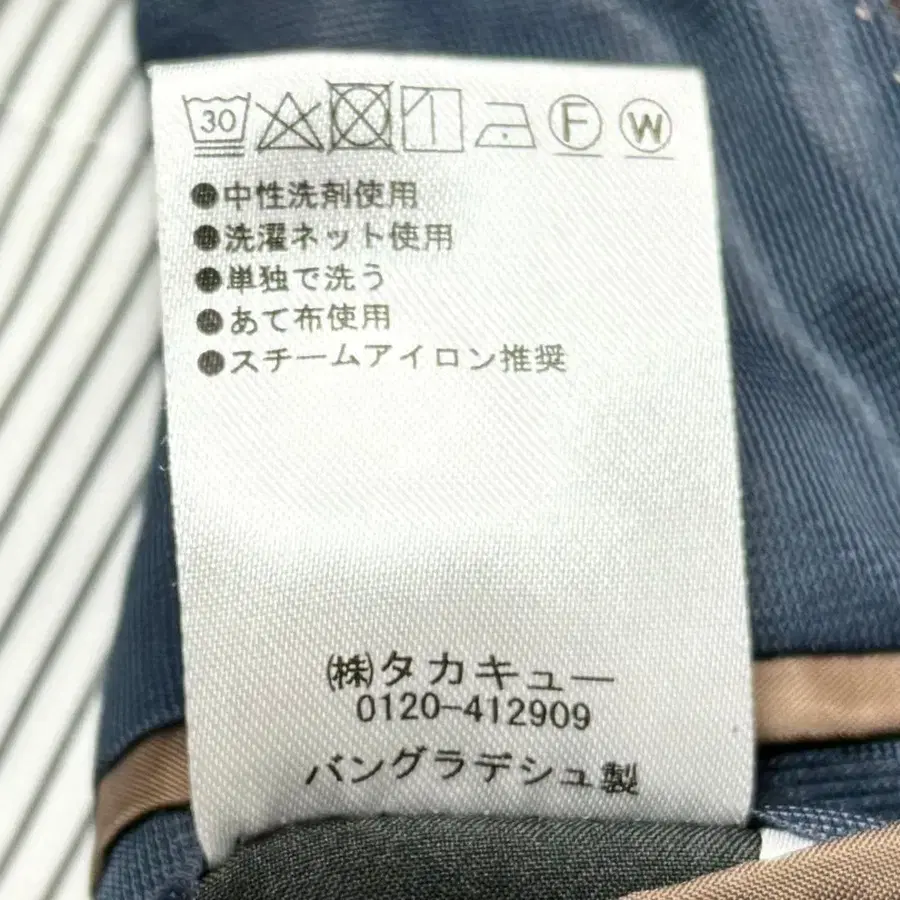 30 F W
●中性洗剤使用
●洗濯ネット使用
●単独で洗う
●あて布使用
●スチームアイロン推奨
㈱タカキュー
0120-412909
バングラデシュ製